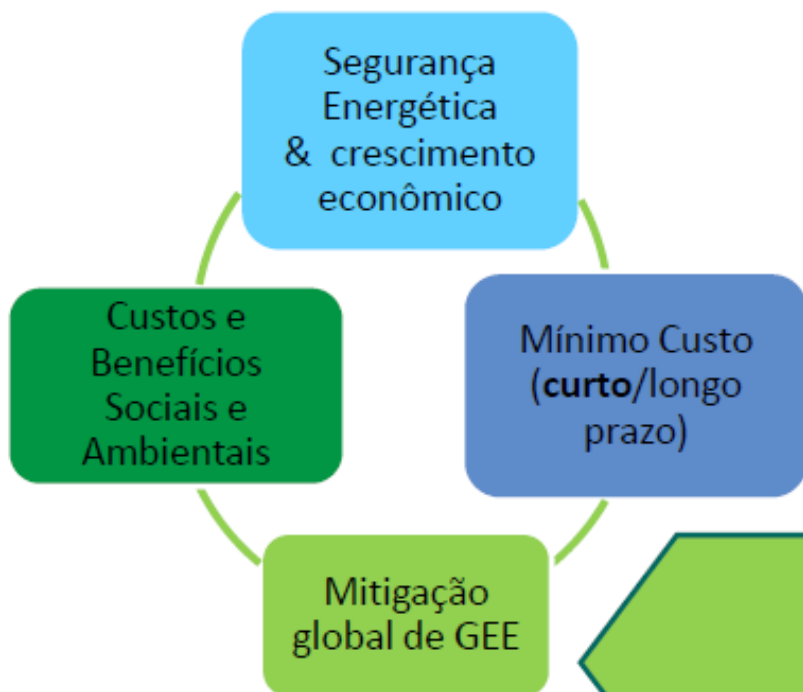 Segurança
Energética
& crescimento
econômico
Custos e
Benefícios
Sociais e
Ambientais
Mínimo Custo
(curto/longo
prazo)
Mitigação
global de GEE